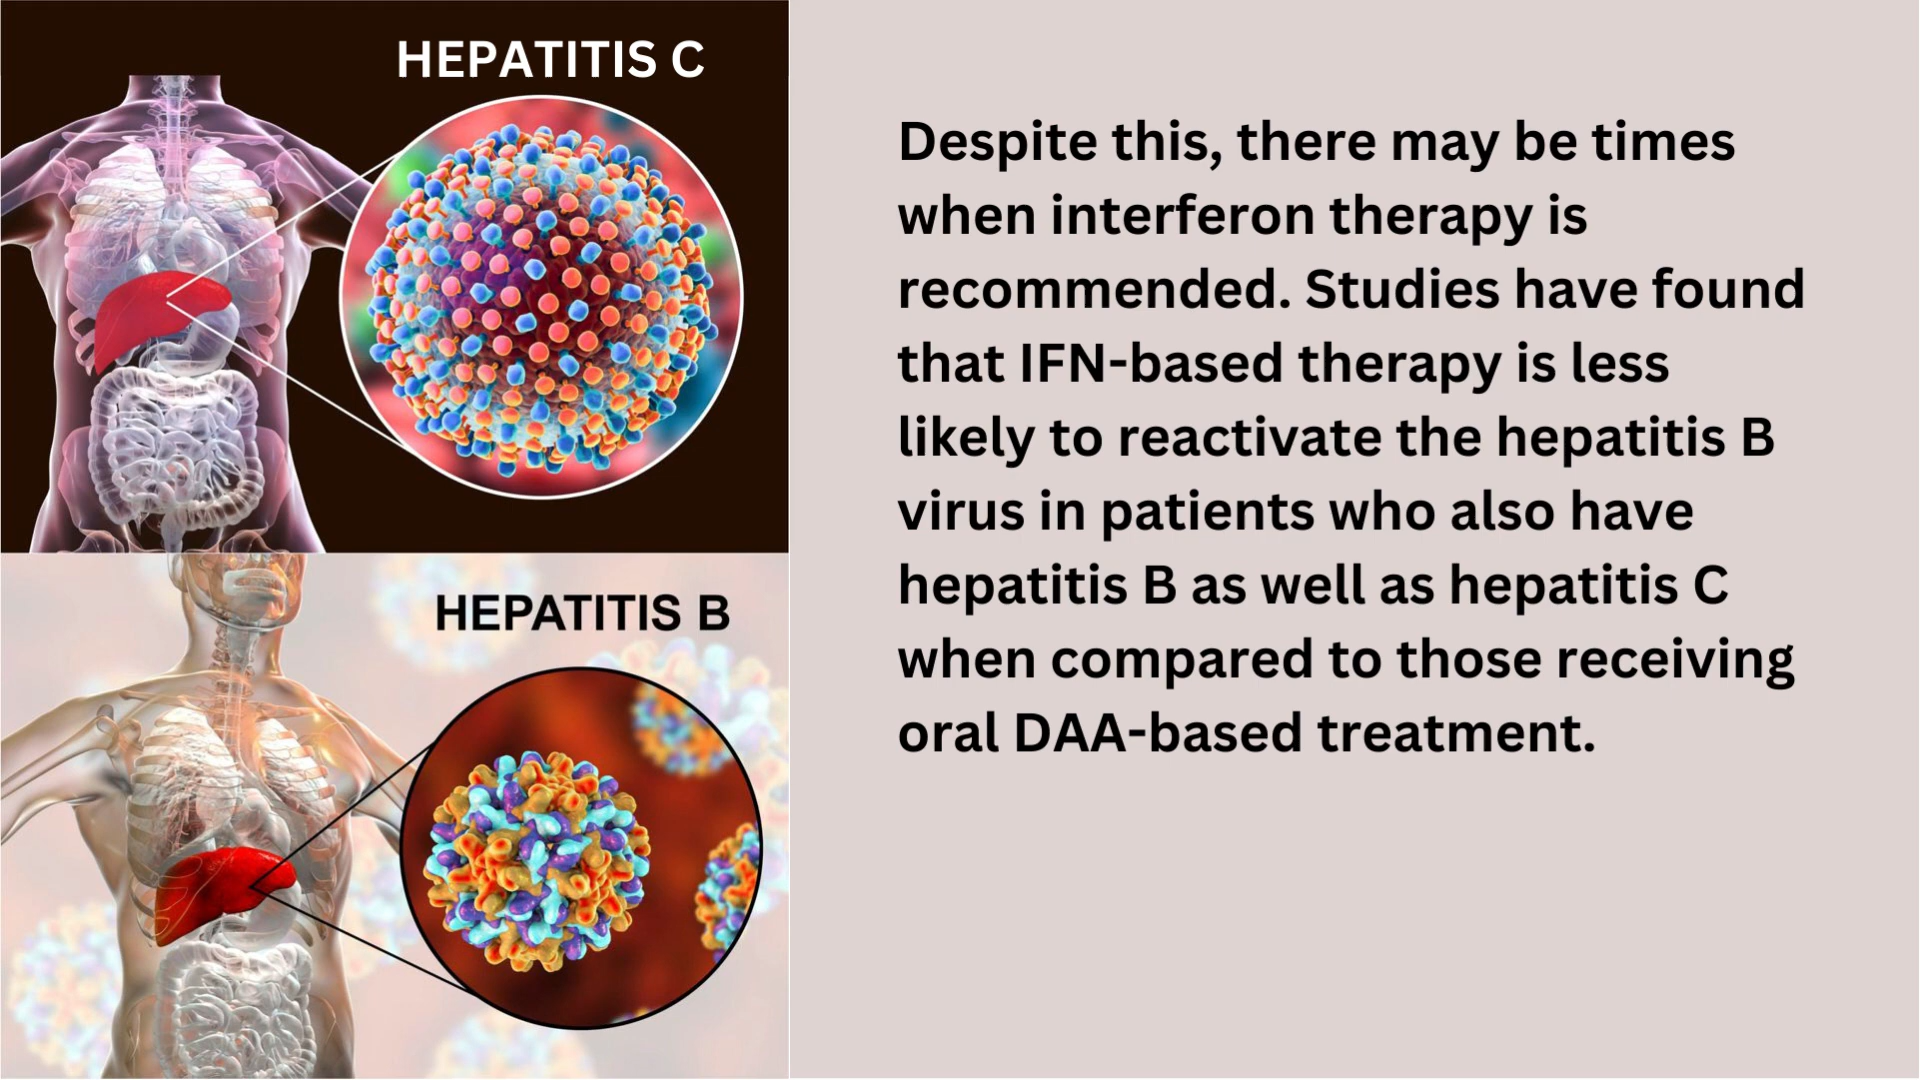 HEPATITIS C
Despite this, there may be times
when interferon therapy is
recommended. Studies have found
that IFN-based therapy is less
likely to reactivate the hepatitis B
virus in patients who also have
hepatitis B as well as hepatitis C
when compared to those receiving
oral DAA-based treatment.
HEPATITIS B